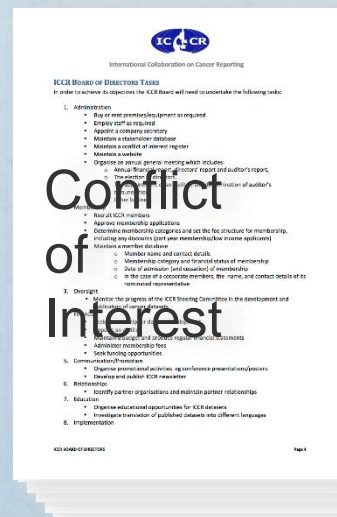 ICCR
International Collaboration on Cancer Reporting
ICCR BOARD OF DIRECTORS TASKS
In order to achieve its objectives the ICCR Board will need to undertake the following tasks:
1. Administration
• Buy or rent premises/equipment as required
• Employ staff as required
• Appoint a company secretary
• Maintain a stakeholder database
• Maintain a conflict of interest register
• Maintain a website
• Organise an annual general meeting which includes:
o Annual financial report, directors' report and auditor's report,
o The election of directors
auditor's
Conflict
of
Interest
• Recruit ICCR members
• Approve membership applications
• Determine membership categories and set the fee structure for membership,
including any discounts (part year membership/low income applicants)
• Maintain a member database
o Member name and contact details
o Membership category and financial status of membership
o Date of admission (and cessation) of membership
o in the case of a corporate members, the name, and contact details of its
nominated representative
3. Oversight
• Monitor the progress of the ICCR Steering Committee in the development and
publication of cancer datasets
• Maintain a budget and produce regular financial statements
• Administer membership fees
• Seek funding opportunities
5. Communication/Promotion
• Organise promotional activities eg conference presentations/posters
• Develop and publish ICCR newsletter
6. Relationships
• Identify partner organisations and maintain partner relationships
7. Education
• Organise educational opportunities for ICCR datasets
• Investigate translation of published datasets into different languages
8. Implementation
ICCR BOARD OF DIRECTORS
Page 4